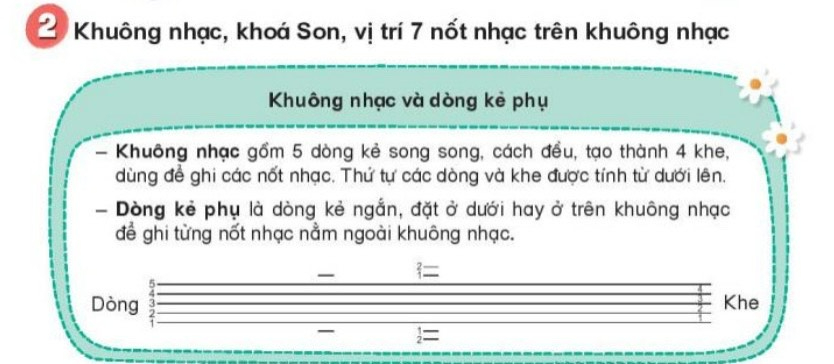 2 Khuông nhạc, khoá Son, vị trí 7 nốt nhạc trên khuông nhạc
Khuông nhạc và dòng kẻ phụ
– Khuông nhạc gồm 5 dòng kẻ song song, cách đều, tạo thành 4 khe,
dùng để ghi các nốt nhạc. Thứ tự các dòng và khe được tính từ dưới lên.
– Dòng kẻ phụ là dòng kẻ ngắn, đặt ở dưới hay ở trên khuông nhạc
để ghi từng nốt nhạc nằm ngoài khuông nhạc.
2
1
Dòng 5 4 3 2 1 4 3 2 1 Khe
1
2